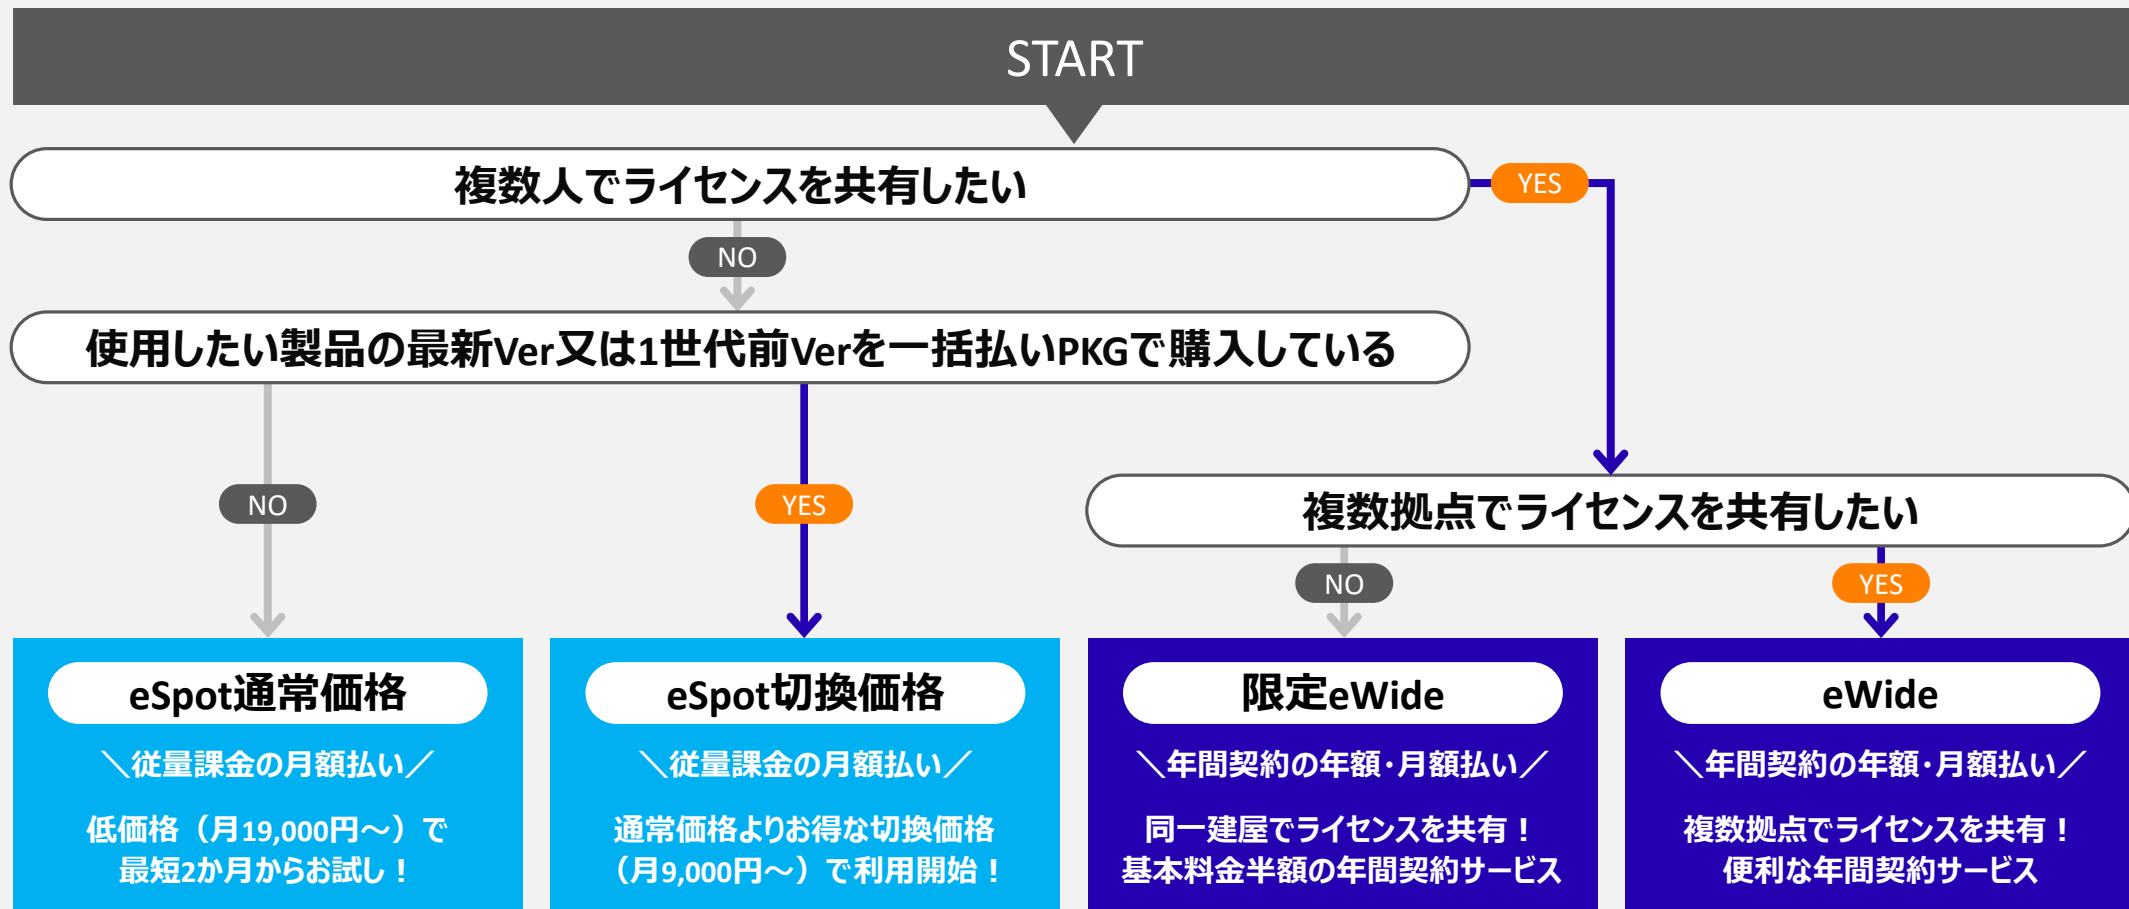 START
複数人でライセンスを共有したい
YES
NO
使用したい製品の最新Ver又は1世代前Verを一括払いPKGで購入している
NO
YES
複数拠点でライセンスを共有したい
NO
YES
eSpot通常価格
＼従量課金の月額払い／
低価格（月19,000円～）で
最短2か月からお試し！
eSpot切換価格
＼従量課金の月額払い／
通常価格よりお得な切換価格
（月9,000円～）で利用開始！
限定eWide
＼年間契約の年額・月額払い／
同一建屋でライセンスを共有！
基本料金半額の年間契約サービス
eWide
＼年間契約の年額・月額払い／
複数拠点でライセンスを共有！
便利な年間契約サービス